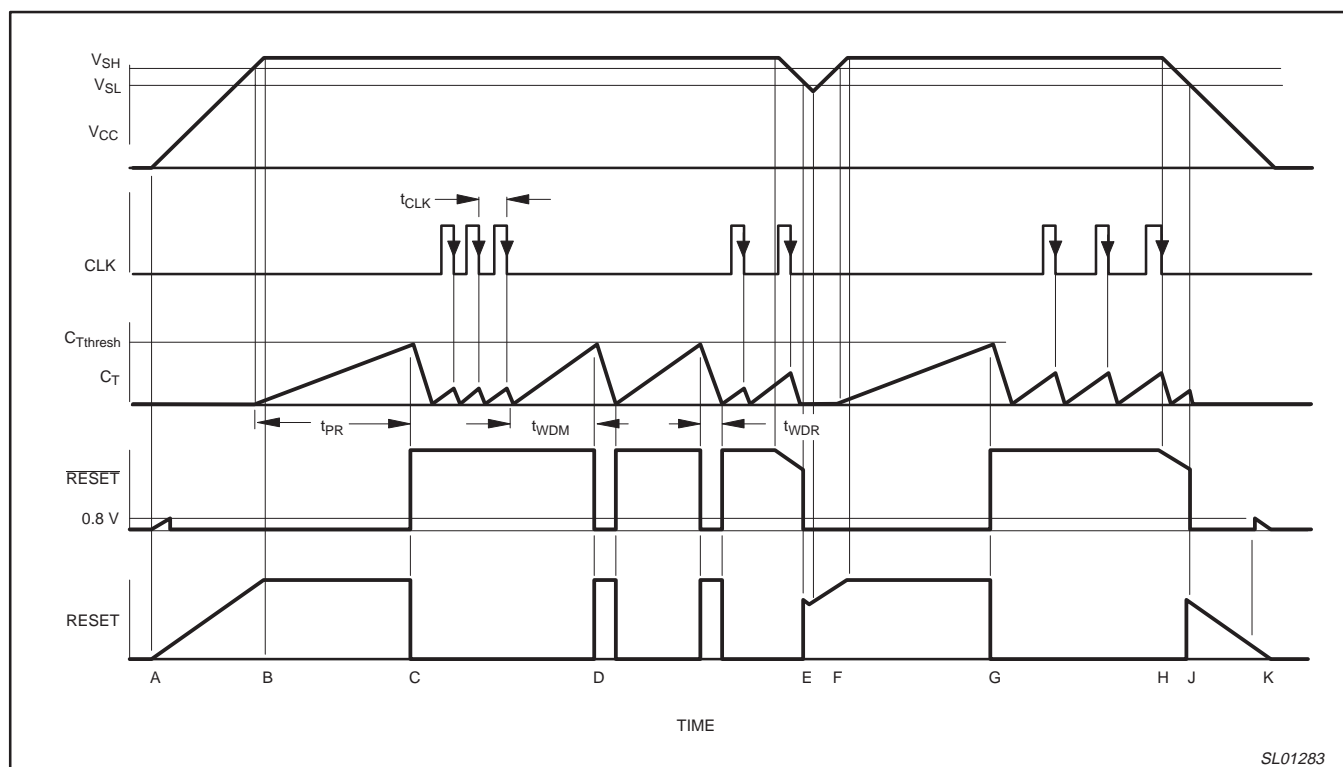 VSH
VSL
VCC
tCLK
CLK
CTthresh
CT
tPR
tWDM
tWDR
RESET
0.8 V
RESET
A B C D E F G H J K
TIME
SL01283